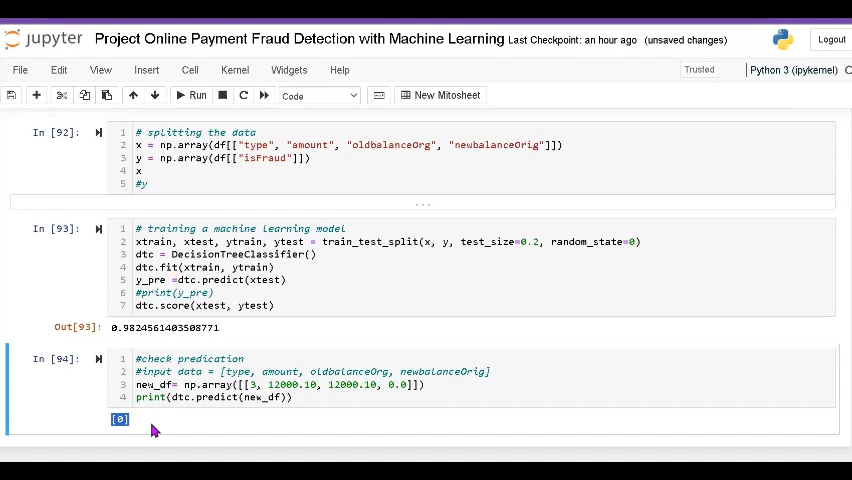 jupyter Project Online Payment Fraud Detection with Machine Learning Last Checkpoint: an hour ago (unsaved changes) Logout
File Edit View Insert Cell Kernel Widgets Help Trusted Python 3 (ipykernel)
Run Code New Mitosheet
In [92]: 1 # splitting the data
2 x = np.array(df[["type", "amount", "oldbalanceOrg", "newbalanceOrig"]])
3 y = np.array(df[["isFraud"]])
4 x
5 #y
...
In [93]: 1 # training a machine learning model
2 xtrain, xtest, ytrain, ytest = train_test_split(x, y, test_size=0.2, random_state=0)
3 dtc = DecisionTreeClassifier()
4 dtc.fit(xtrain, ytrain)
5 y_pre =dtc.predict(xtest)
6 #print(y_pre)
7 dtc.score(xtest, ytest)
Out[93]: 0.9824561403508771
In [94]: 1 #check predication
2 #input data = [type, amount, oldbalanceOrg, newbalanceOrig]
3 new_df= np.array([[3, 12000.10, 12000.10, 0.0]])
4 print(dtc.predict(new_df))
[0]